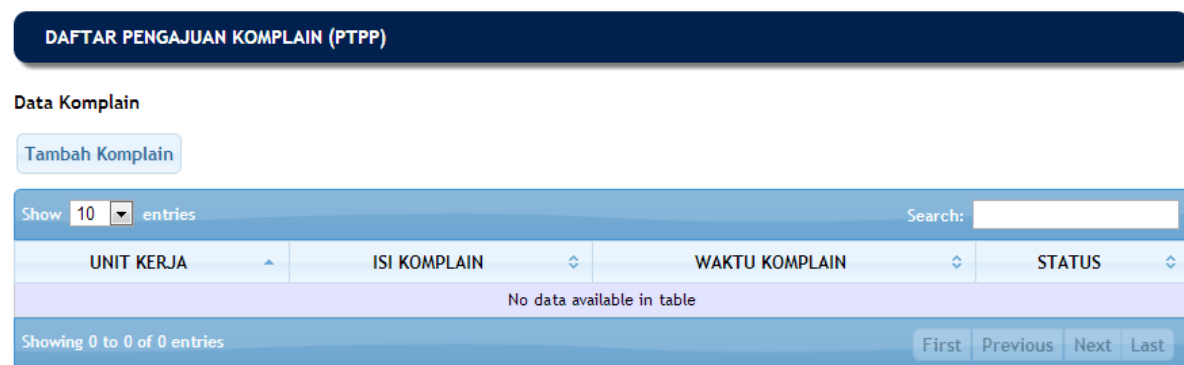 DAFTAR PENGAJUAN KOMPLAIN (PTPP)
Data Komplain
Tambah Komplain
Show 10 entries Search:
UNIT KERJA ISI KOMPLAIN WAKTU KOMPLAIN STATUS
No data available in table
Showing 0 to 0 of 0 entries First Previous Next Last